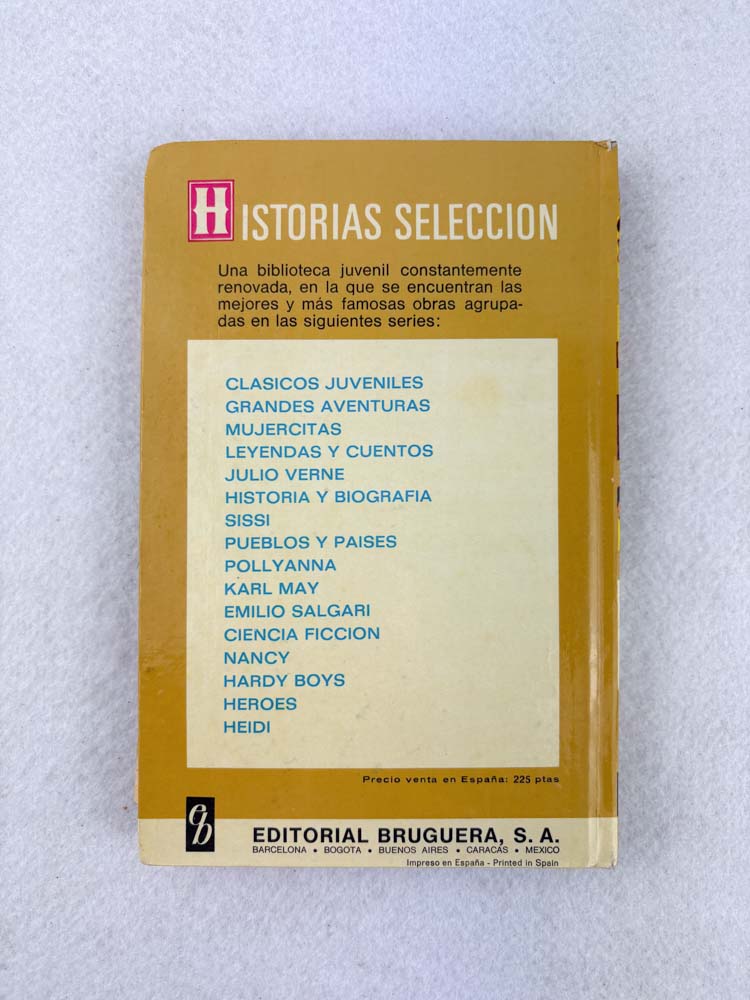 HISTORIAS SELECCION
Una biblioteca juvenil constantemente
renovada, en la que se encuentran las
mejores y más famosas obras agrupa-
das en las siguientes series:
CLASICOS JUVENILES
GRANDES AVENTURAS
MUJERCITAS
LEYENDAS Y CUENTOS
JULIO VERNE
HISTORIA Y BIOGRAFIA
SISSI
PUEBLOS Y PAISES
POLLYANNA
KARL MAY
EMILIO SALGARI
CIENCIA FICCION
NANCY
HARDY BOYS
HEROES
HEIDI
Precio venta en España: 225 ptas
eb
EDITORIAL BRUGUERA, S. A.
BARCELONA • BOGOTA • BUENOS AIRES • CARACAS • MEXICO
Impreso en España - Printed in Spain